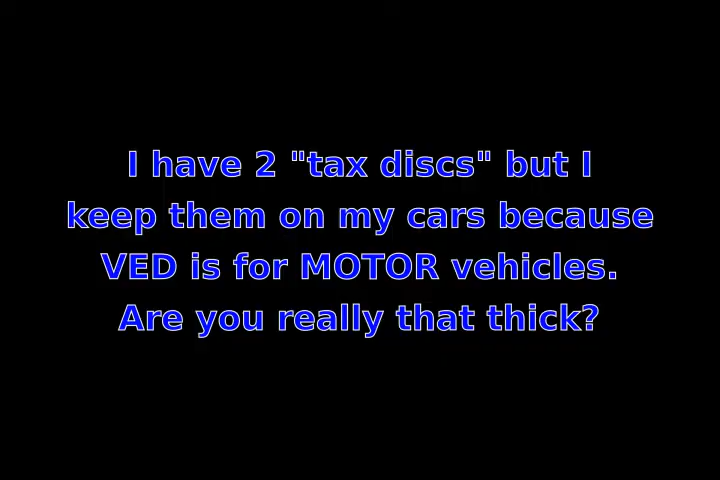 I have 2 "tax discs" but I
keep them on my cars because
VED is for MOTOR vehicles.
Are you really that thick?